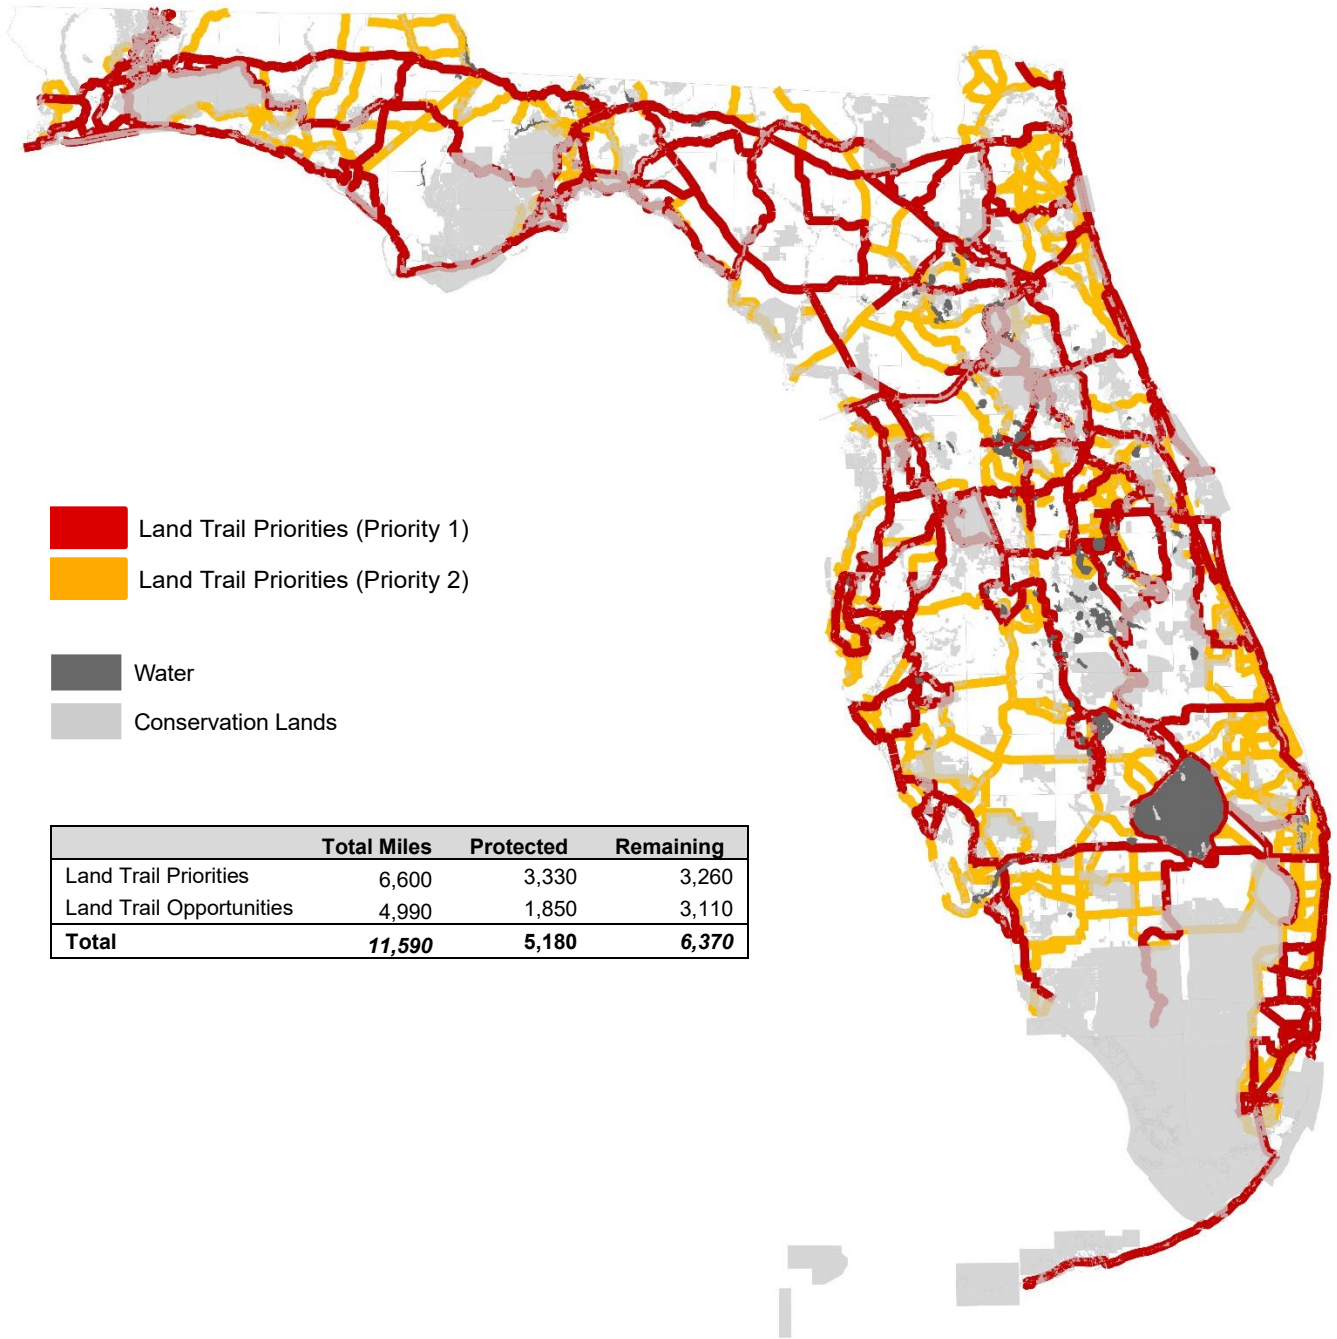 Land Trail Priorities (Priority 1)
Land Trail Priorities (Priority 2)
Water
Conservation Lands
Total Miles Protected Remaining
Land Trail Priorities 6,600 3,330 3,260
Land Trail Opportunities 4,990 1,850 3,110
Total 11,590 5,180 6,370